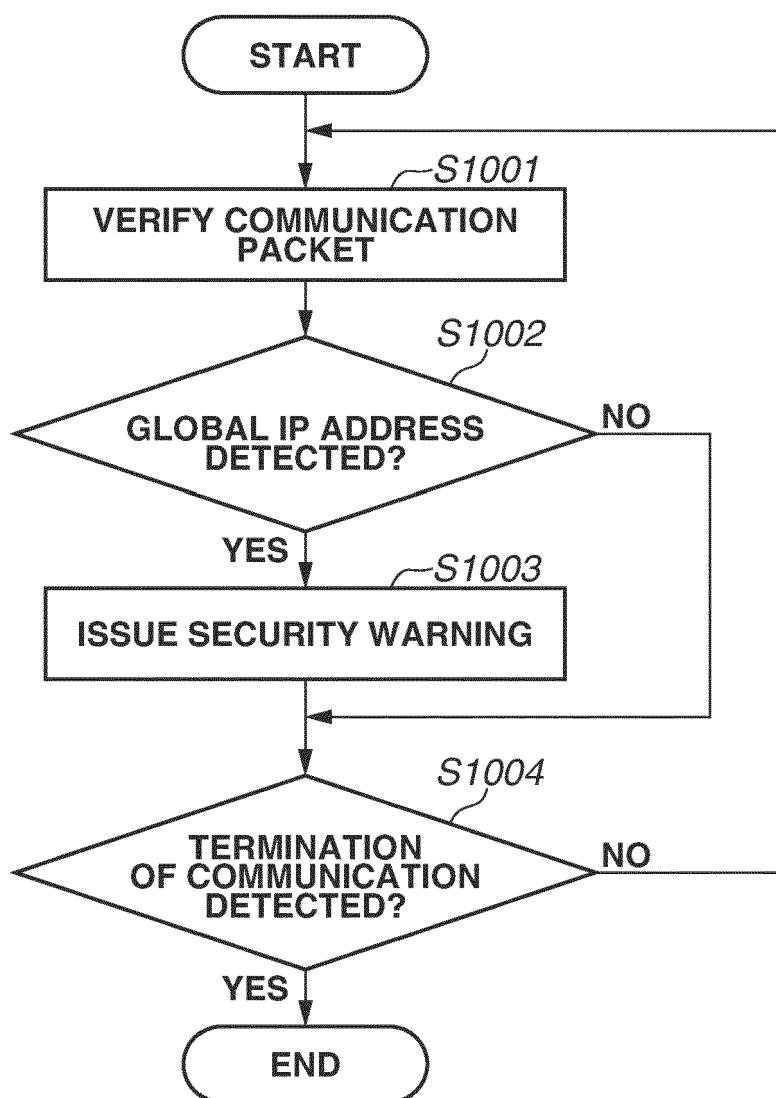 START
S1001
VERIFY COMMUNICATION
PACKET
S1002
GLOBAL IP ADDRESS
DETECTED?
NO
YES
S1003
ISSUE SECURITY WARNING
S1004
TERMINATION
OF COMMUNICATION
DETECTED?
NO
YES
END